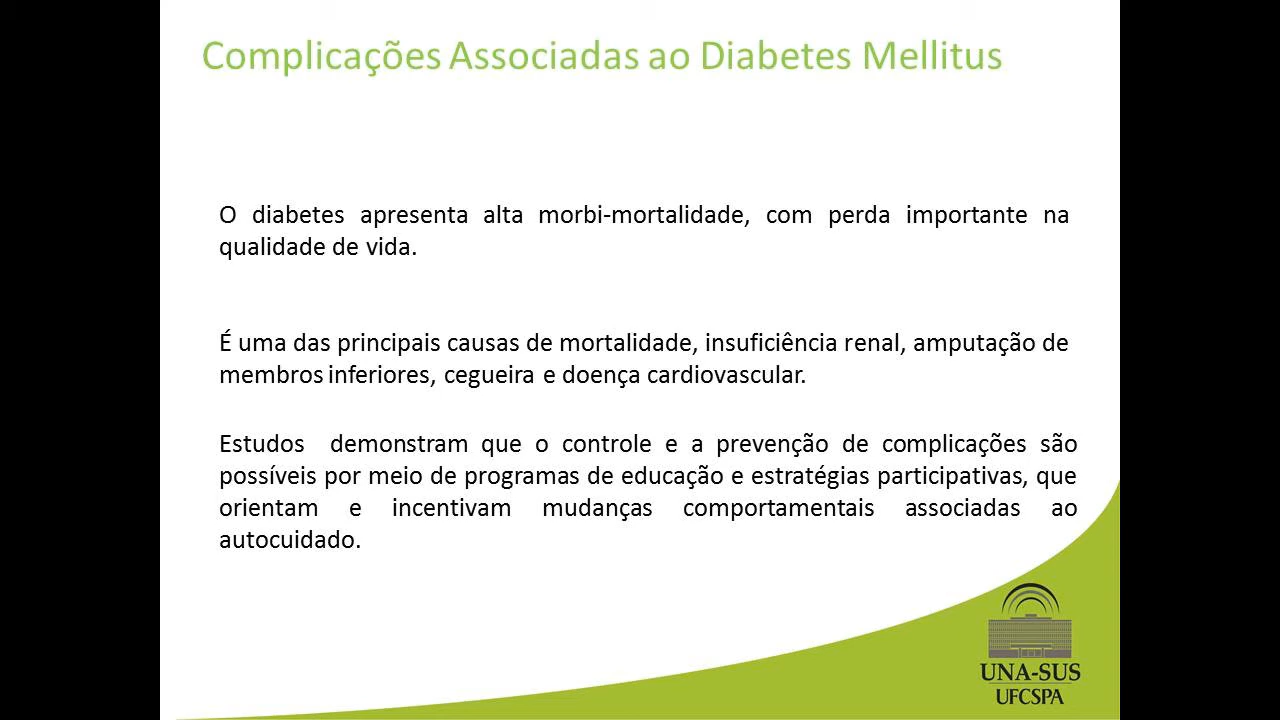 Complicações Associadas ao Diabetes Mellitus
O diabetes apresenta alta morbi-mortalidade, com perda importante na
qualidade de vida.
É uma das principais causas de mortalidade, insuficiência renal, amputação de
membros inferiores, cegueira e doença cardiovascular.
Estudos demonstram que o controle e a prevenção de complicações são
possíveis por meio de programas de educação e estratégias participativas, que
orientam e incentivam mudanças comportamentais associadas ao
autocuidado.
UNA-SUS
UFCSPA